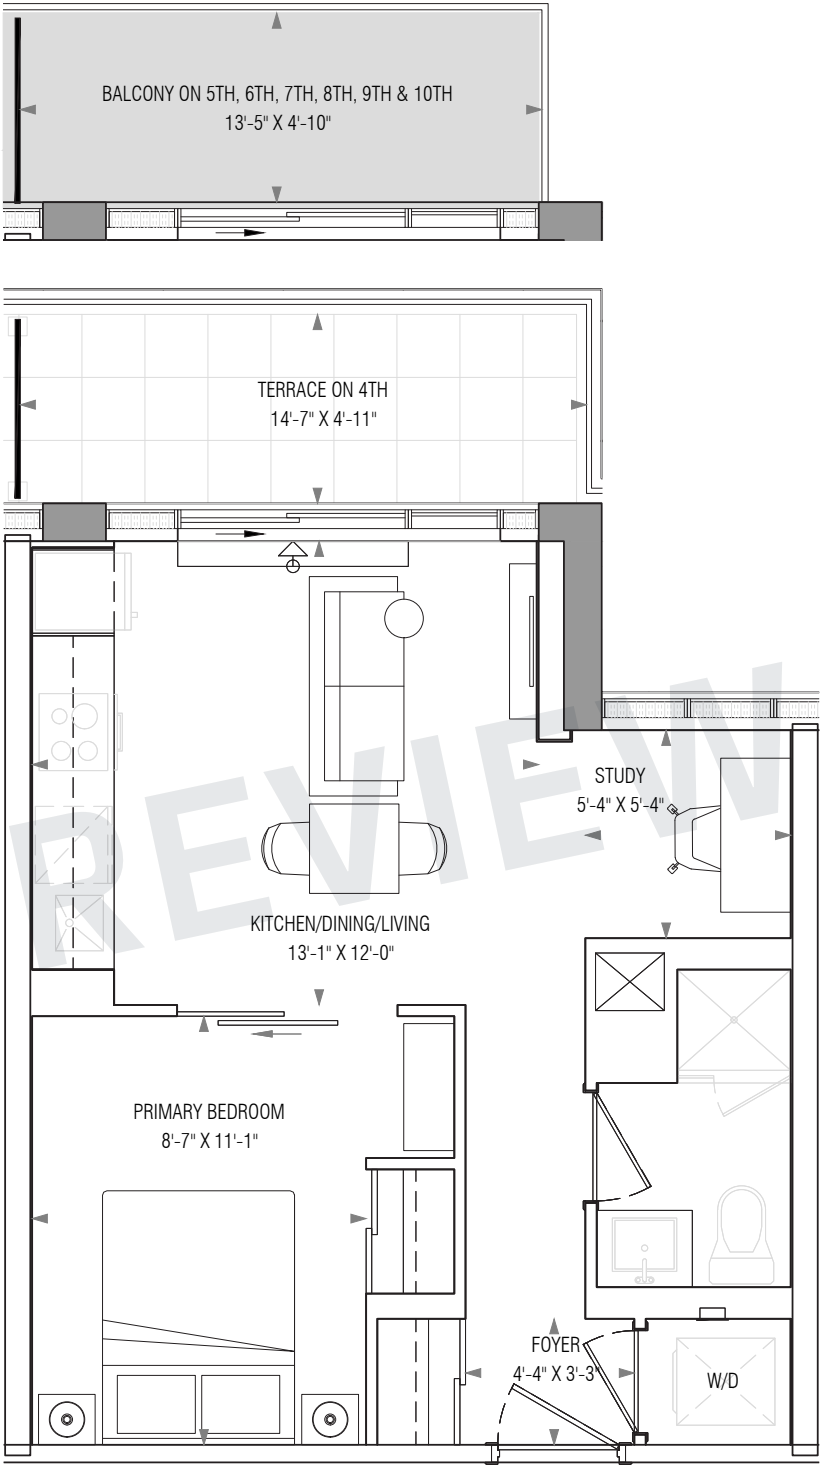 BALCONY ON 5TH, 6TH, 7TH, 8TH, 9TH & 10TH
13'-5" X 4'-10"
TERRACE ON 4TH
14'-7" X 4'-11"
REVIEW
STUDY
5'-4" X 5'-4"
KITCHEN/DINING/LIVING
13'-1" X 12'-0"
PRIMARY BEDROOM
8'-7" X 11'-1"
FOYER
4'-4" X 3'-3"
W/D